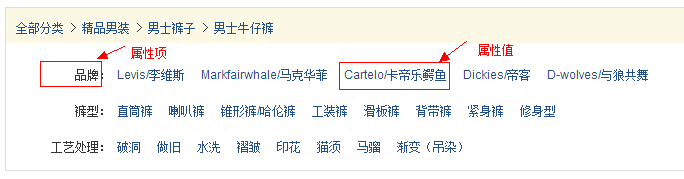 全部分类 > 精品男装 > 男士裤子 > 男士牛仔裤
属性项 属性值
品牌： Levis/李维斯 Markfairwhale/马克华菲 Cartelo/卡帝乐鳄鱼 Dickies/帝客 D-wolves/与狼共舞
裤型： 直筒裤 喇叭裤 锥形裤/哈伦裤 工装裤 滑板裤 背带裤 紧身裤 修身型
工艺处理： 破洞 做旧 水洗 褶皱 印花 猫须 马骝 渐变（吊染）